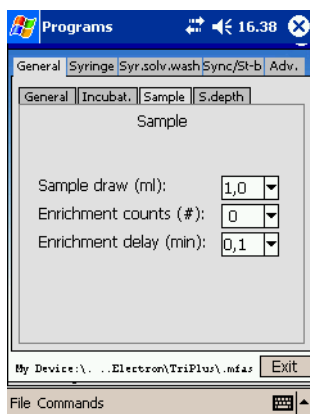 Programs 16.38
General Syringe Syr.solv.wash Sync/St-b Adv.
General Incubat. Sample S.depth
Sample
Sample draw (ml): 1,0
Enrichment counts (#): 0
Enrichment delay (min): 0,1
My Device:\. ...Electron\TriPlus\.mfas Exit
File Commands